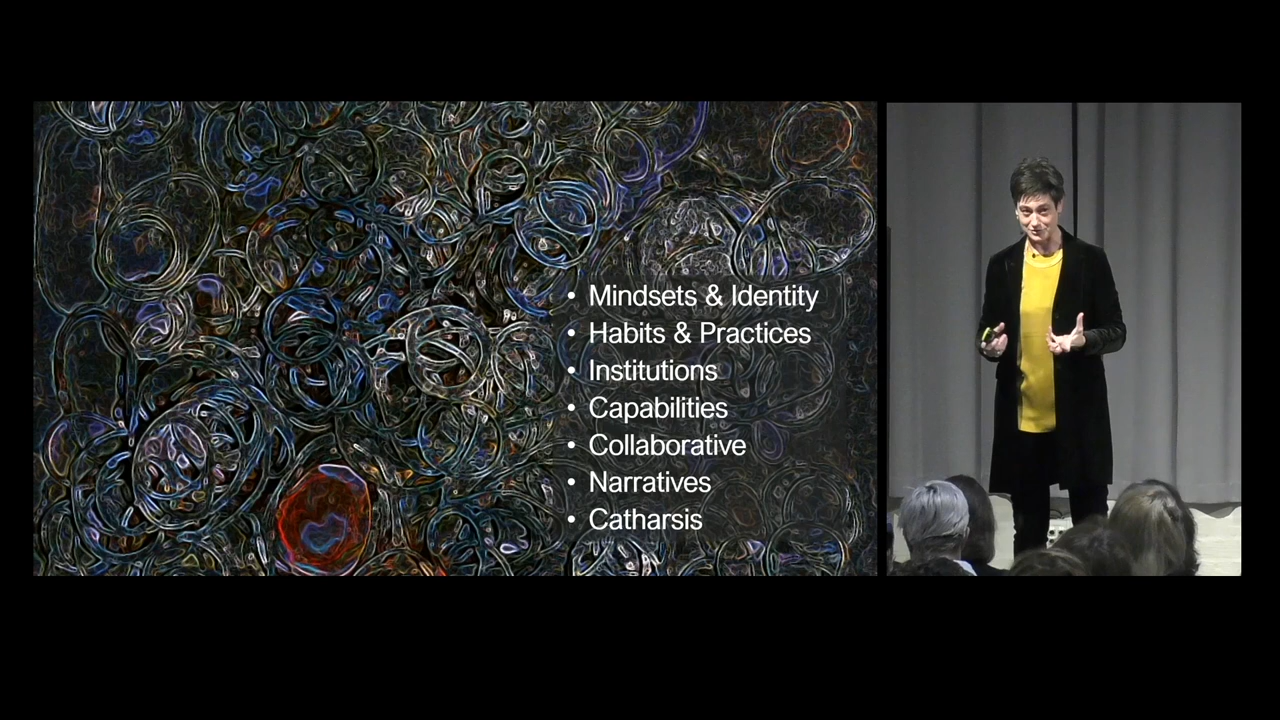 • Mindsets & Identity
• Habits & Practices
• Institutions
• Capabilities
• Collaborative
• Narratives
• Catharsis